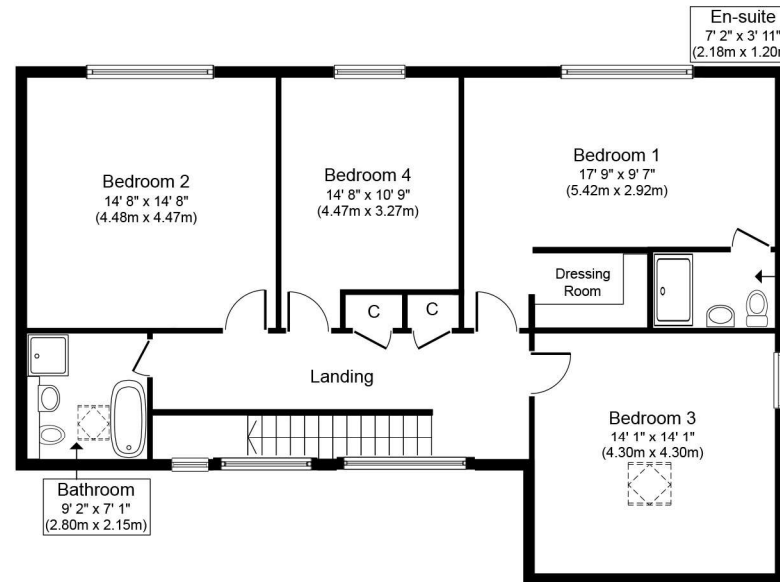 En-suite
7' 2" x 3' 11"
(2.18m x 1.20m
Bedroom 2
14' 8" x 14' 8"
(4.48m x 4.47m)
Bedroom 4
14' 8" x 10' 9"
(4.47m x 3.27m)
Bedroom 1
17' 9" x 9' 7"
(5.42m x 2.92m)
Dressing
Room
C
C
Landing
Bedroom 3
14' 1" x 14' 1"
(4.30m x 4.30m)
Bathroom
9' 2" x 7' 1"
(2.80m x 2.15m)